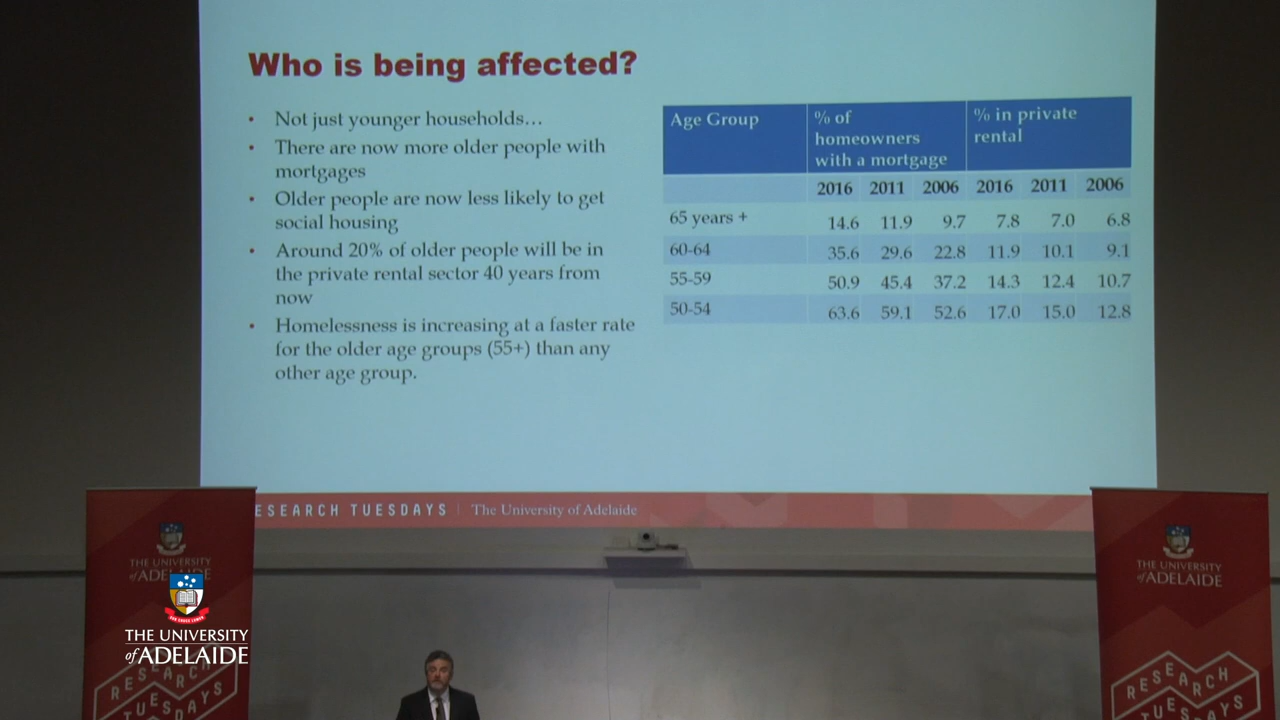 Who is being affected?
• Not just younger households…
• There are now more older people with
mortgages
• Older people are now less likely to get
social housing
• Around 20% of older people will be in
the private rental sector 40 years from
now
• Homelessness is increasing at a faster rate
for the older age groups (55+) than any
other age group.
Age Group % of homeowners with a mortgage % in private rental
2016 2011 2006 2016 2011 2006
65 years + 14.6 11.9 9.7 7.8 7.0 6.8
60-64 35.6 29.6 22.8 11.9 10.1 9.1
55-59 50.9 45.4 37.2 14.3 12.4 10.7
50-54 63.6 59.1 52.6 17.0 15.0 12.8
ESEARCH TUESDAYS | The University of Adelaide
THE UNIVERSITY
of ADELAIDE
THE UNIVERSITY
of ADELAIDE
RESEARCH
TUESDAYS
THE UNIVERSITY
of ADELAIDE
RESEARCH
TUESDAYS